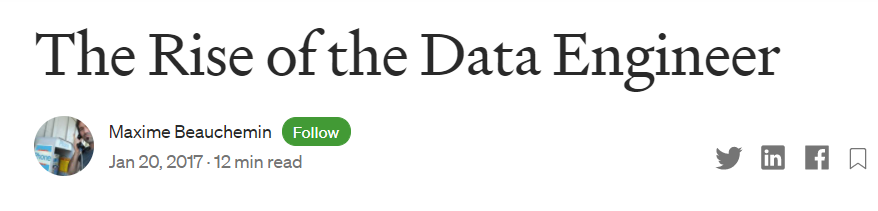 The Rise of the Data Engineer
Maxime Beauchemin Follow
Jan 20, 2017 · 12 min read